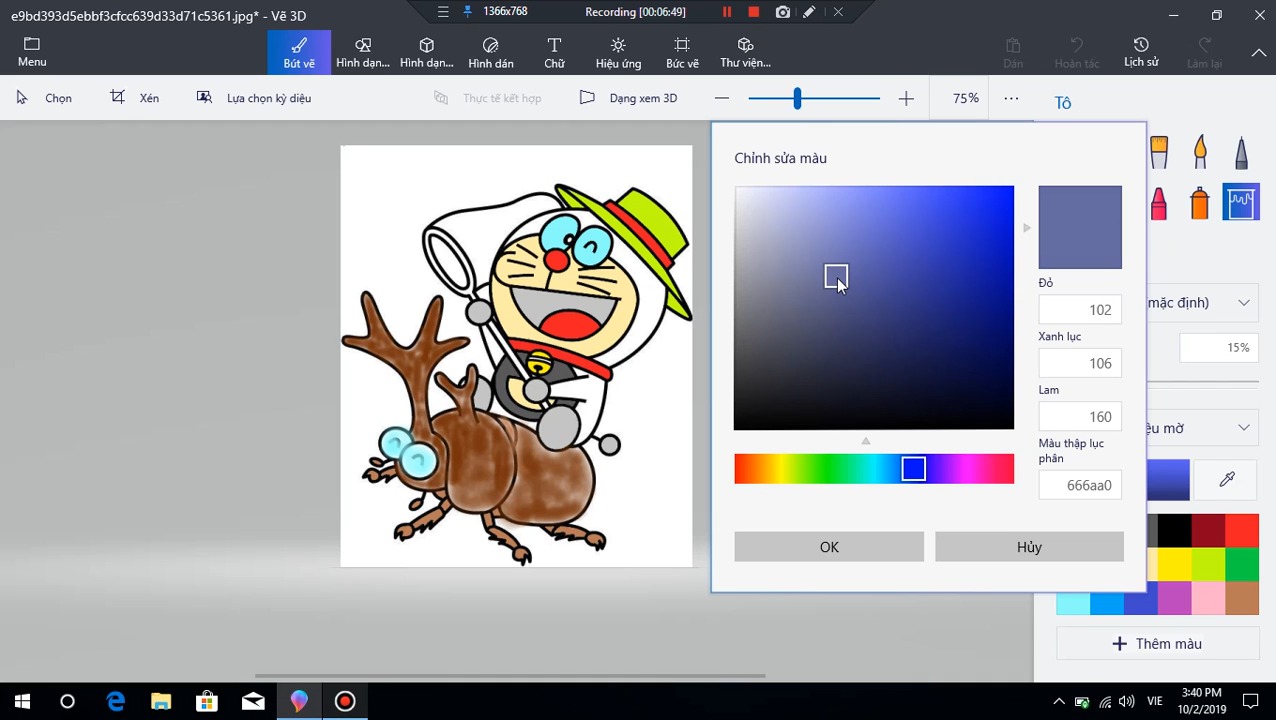 e9bd393d5ebbf3cfcc639d33d71c5361.jpg* - Vẽ 3D
1366x768
Recording [00:06:49]
Menu
Bút vẽ
Hình dạn...
Hình dạn...
Hình dán
Chữ
Hiệu ứng
Bức vẽ
Thư viện...
Dán
Hoàn tác
Lịch sử
Làm lại
Chọn
Xén
Lựa chọn kỳ diệu
Thực tế kết hợp
Dạng xem 3D
75%
Tô
Chỉnh sửa màu
Đỏ
102
Xanh lục
106
Lam
160
Màu thập lục
phân
666aa0
OK
Hủy
mặc định)
15%
ệu mờ
Thêm màu
VIE
3:40 PM
10/2/2019